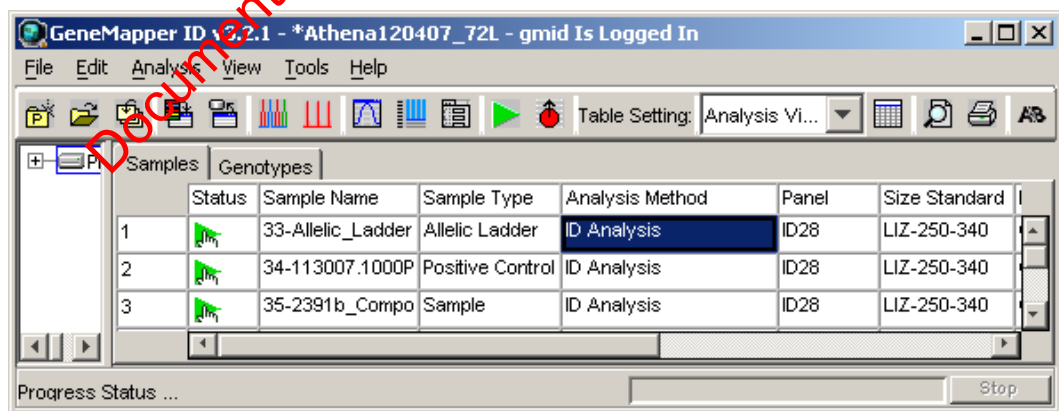 GeneMapper ID v3.2.1 - *Athena120407_72L - gmid Is Logged In
File Edit Analysis View Tools Help
Table Setting: Analysis Vi...
Document
Samples Genotypes
Status Sample Name Sample Type Analysis Method Panel Size Standard
1 33-Allelic_Ladder Allelic Ladder ID Analysis ID28 LIZ-250-340
2 34-113007.1000P Positive Control ID Analysis ID28 LIZ-250-340
3 35-2391b_Compo Sample ID Analysis ID28 LIZ-250-340
Progress Status ... Stop